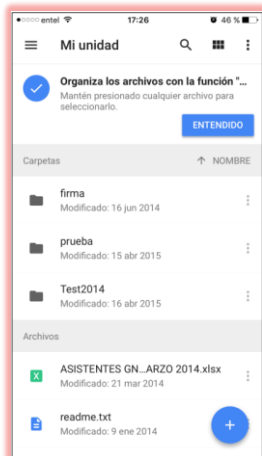 entel 17:26 46 %
Mi unidad
Organiza los archivos con la función "...
Mantén presionado cualquier archivo para
seleccionarlo.
ENTENDIDO
Carpetas NOMBRE
firma
Modificado: 16 jun 2014
prueba
Modificado: 15 abr 2015
Test2014
Modificado: 16 abr 2015
Archivos
ASISTENTES GN...ARZO 2014.xlsx
Modificado: 21 mar 2014
readme.txt
Modificado: 9 ene 2014